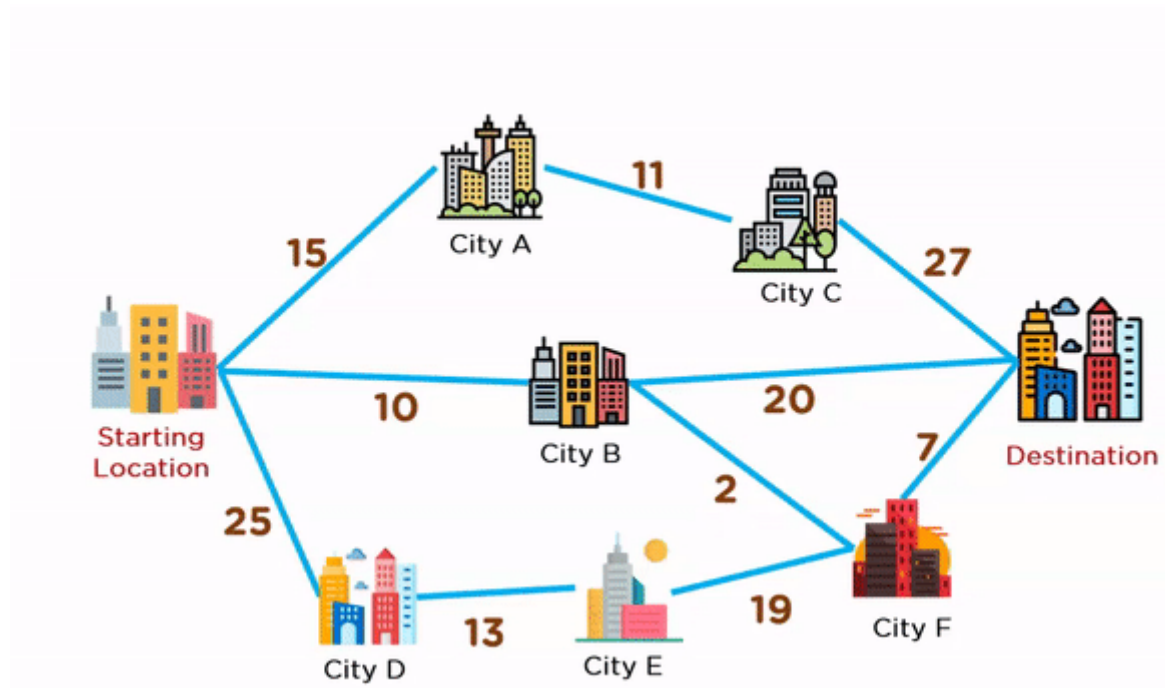 City A
11
15
City C
27
Starting
Location
10
City B
20
Destination
7
2
25
City D
13
City E
19
City F